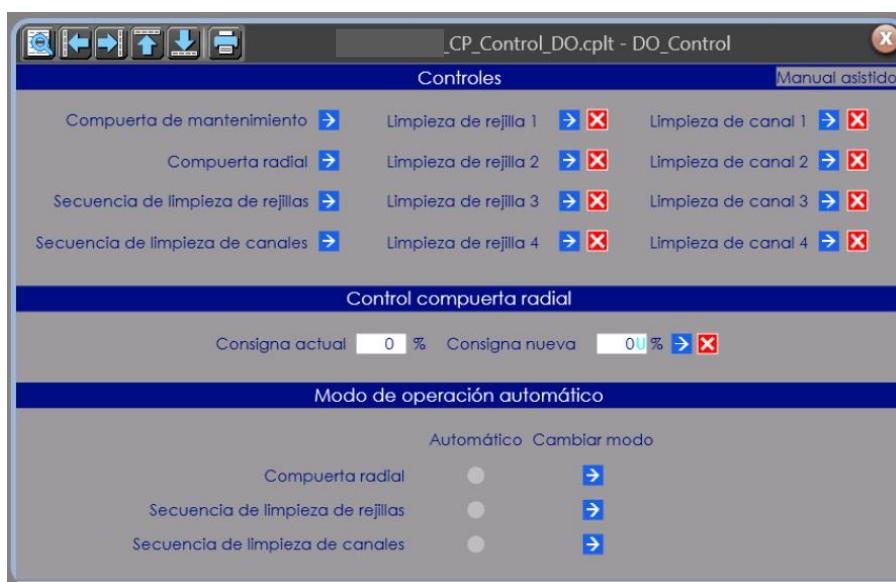 _CP_Control_DO.cplt - DO_Control
Controles Manual asistido
Compuerta de mantenimiento Limpieza de rejilla 1 Limpieza de canal 1
Compuerta radial Limpieza de rejilla 2 Limpieza de canal 2
Secuencia de limpieza de rejillas Limpieza de rejilla 3 Limpieza de canal 3
Secuencia de limpieza de canales Limpieza de rejilla 4 Limpieza de canal 4
Control compuerta radial
Consigna actual 0 % Consigna nueva 0U %
Modo de operación automático
Automático Cambiar modo
Compuerta radial
Secuencia de limpieza de rejillas
Secuencia de limpieza de canales